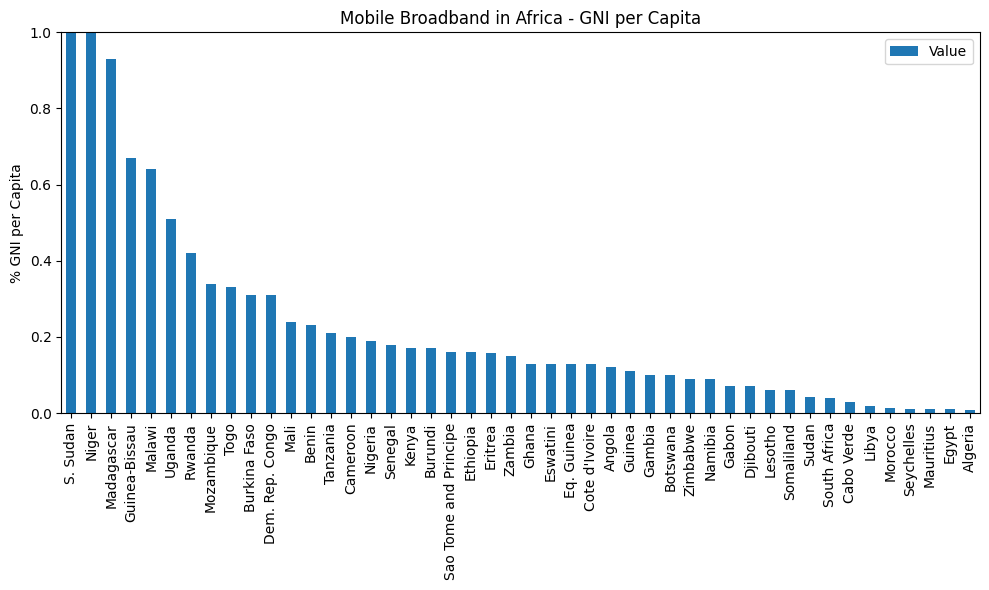 Mobile Broadband in Africa - GNI per Capita
Value
% GNI per Capita
1.0
0.8
0.6
0.4
0.2
0.0
S. Sudan
Niger
Madagascar
Guinea-Bissau
Malawi
Uganda
Rwanda
Mozambique
Togo
Burkina Faso
Dem. Rep. Congo
Mali
Benin
Tanzania
Cameroon
Nigeria
Senegal
Kenya
Burundi
Sao Tome and Principe
Ethiopia
Eritrea
Zambia
Ghana
Eswatini
Eq. Guinea
Cote d'Ivoire
Angola
Guinea
Gambia
Botswana
Zimbabwe
Namibia
Gabon
Djibouti
Lesotho
Somaliland
Sudan
South Africa
Cabo Verde
Libya
Morocco
Seychelles
Mauritius
Egypt
Algeria